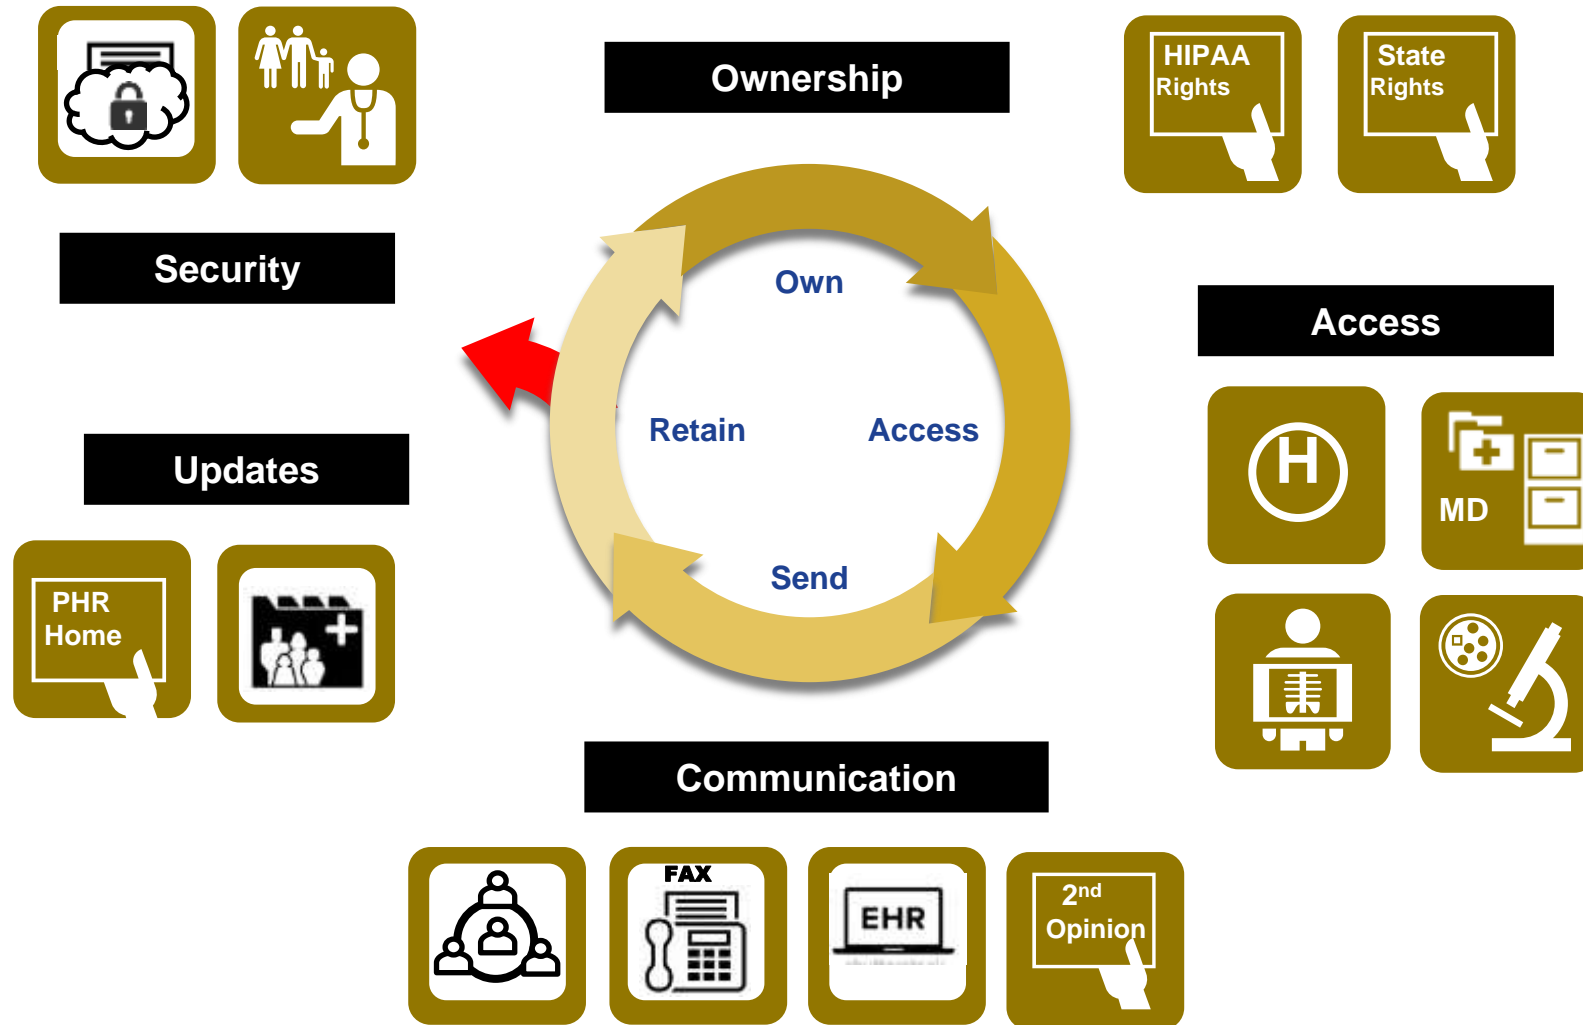 Ownership
HIPAA
Rights
State
Rights
Security
Own
Access
Retain
Access
Updates
H
MD
Send
PHR
Home
Communication
FAX
EHR
2nd
Opinion